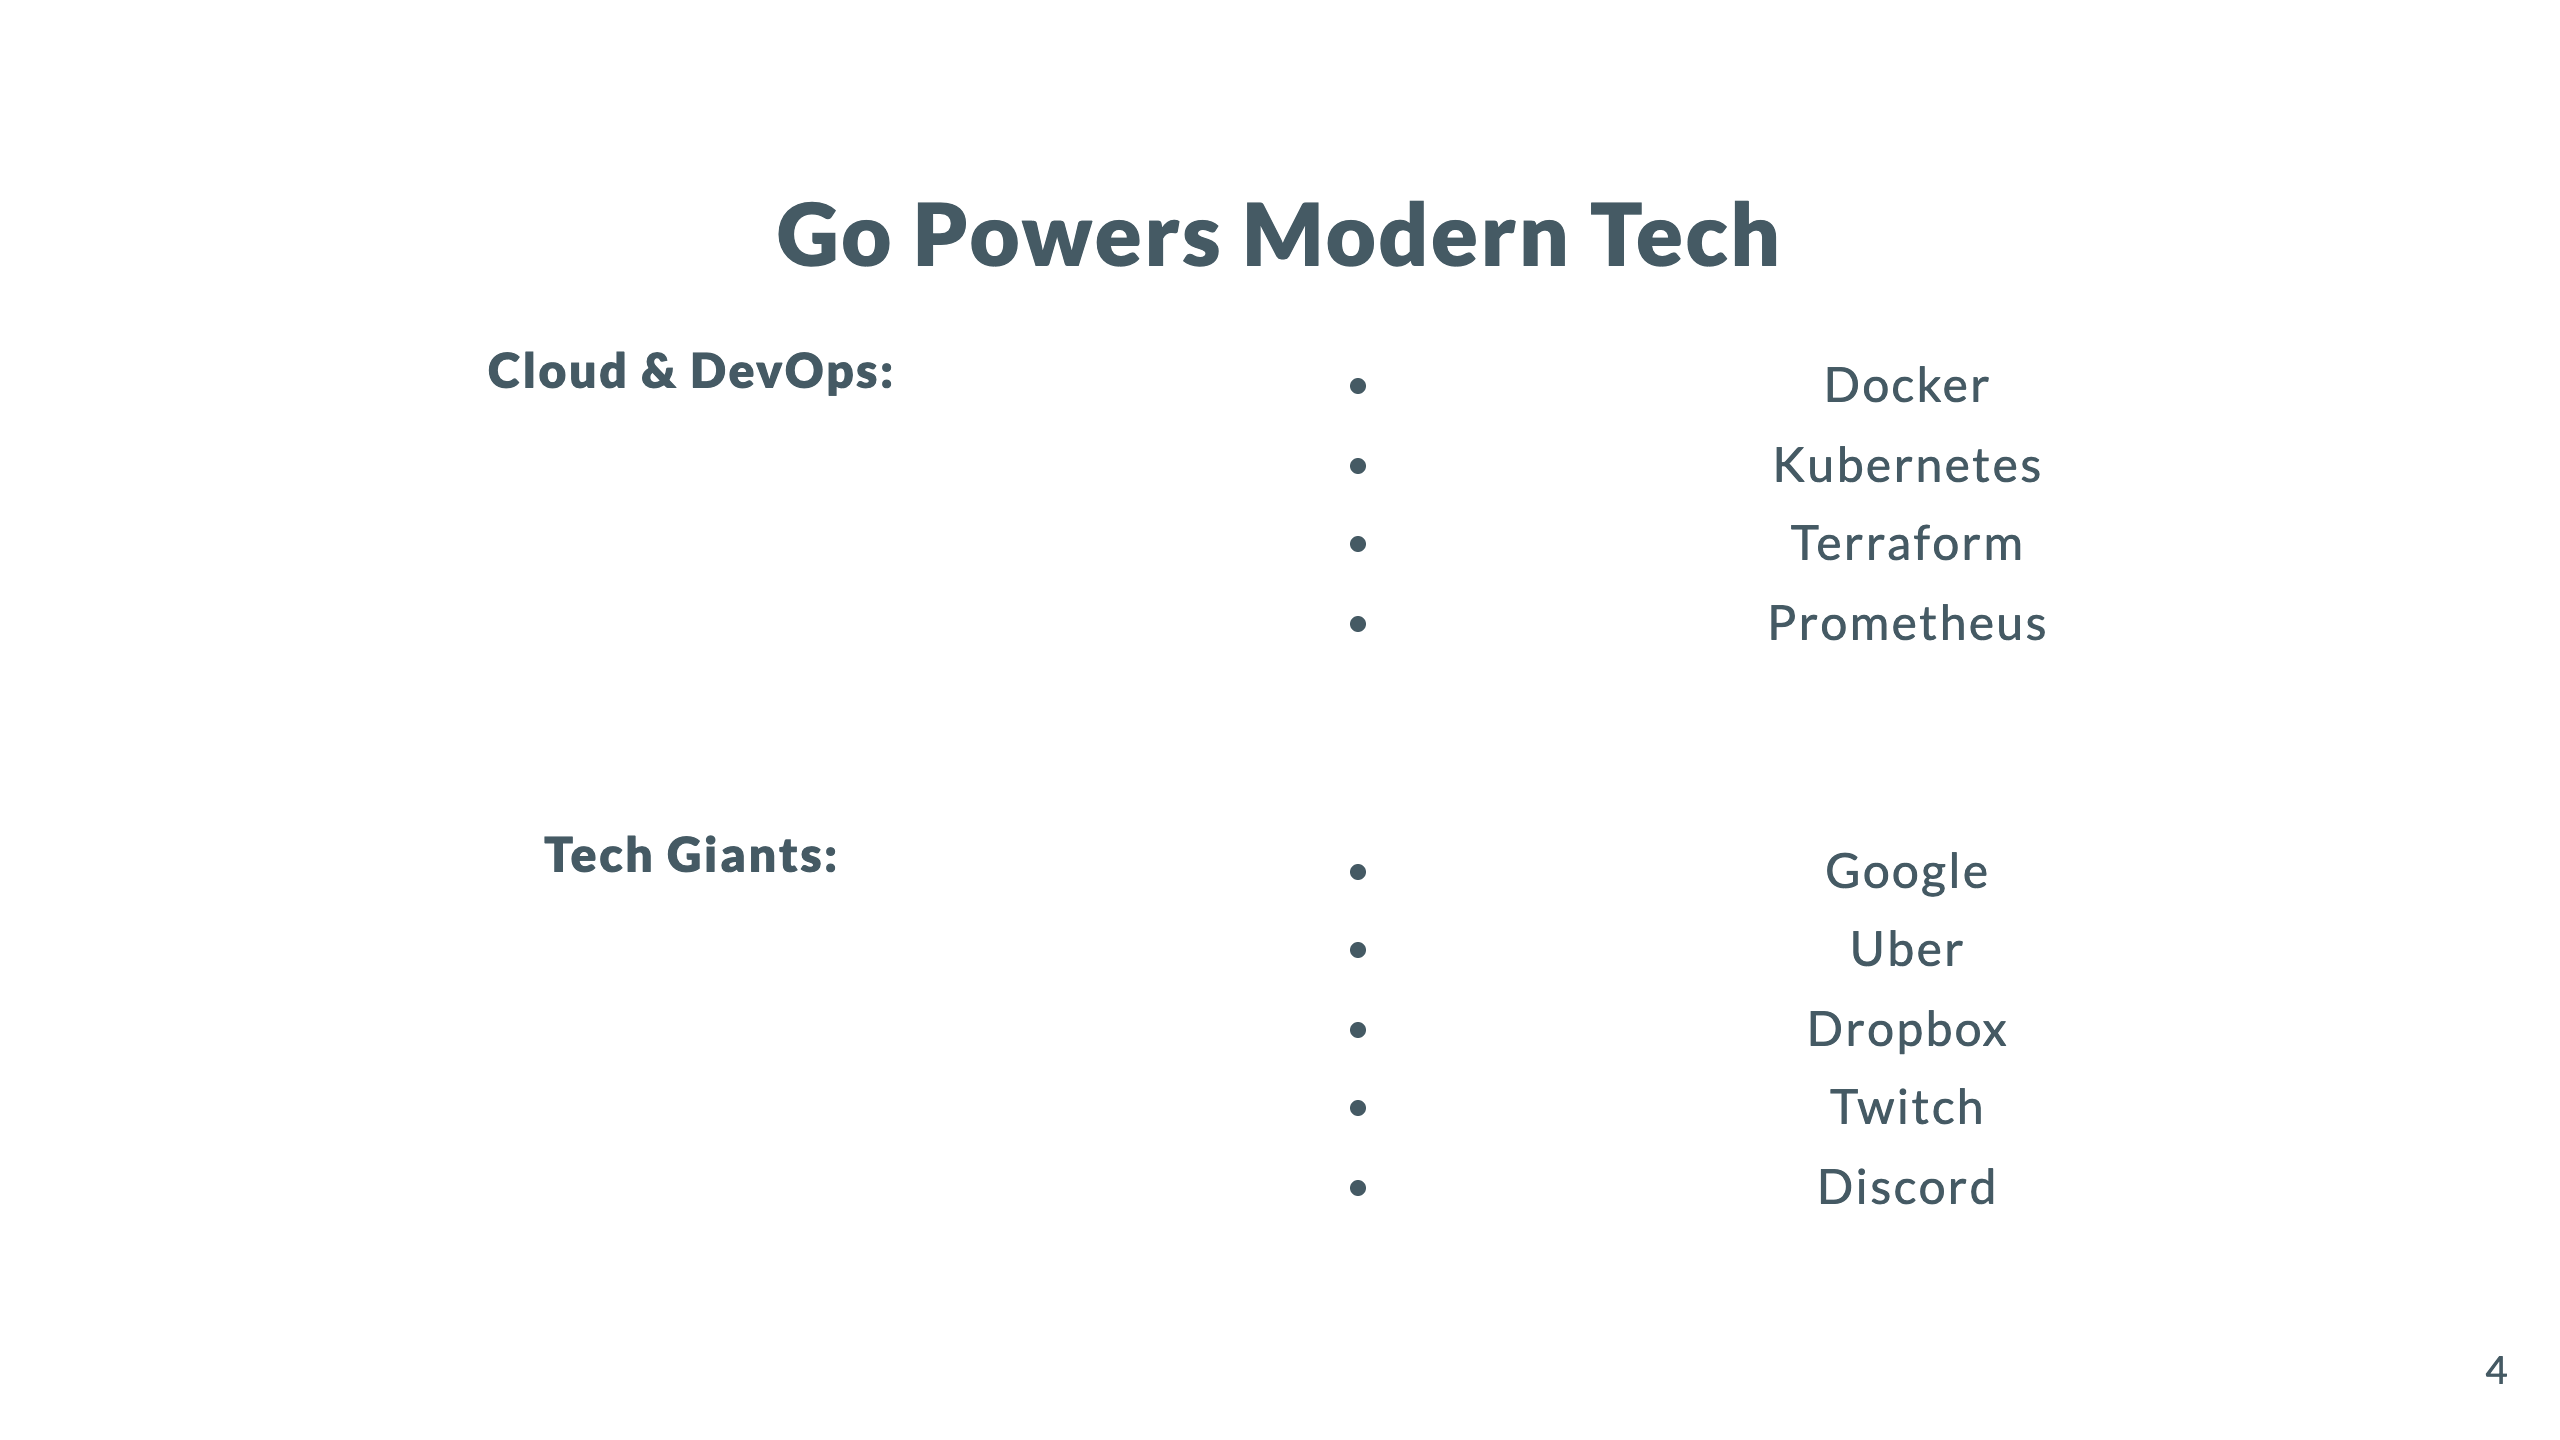 Go Powers Modern Tech
Cloud & DevOps:
• Docker
• Kubernetes
• Terraform
• Prometheus
Tech Giants:
• Google
• Uber
• Dropbox
• Twitch
• Discord
4